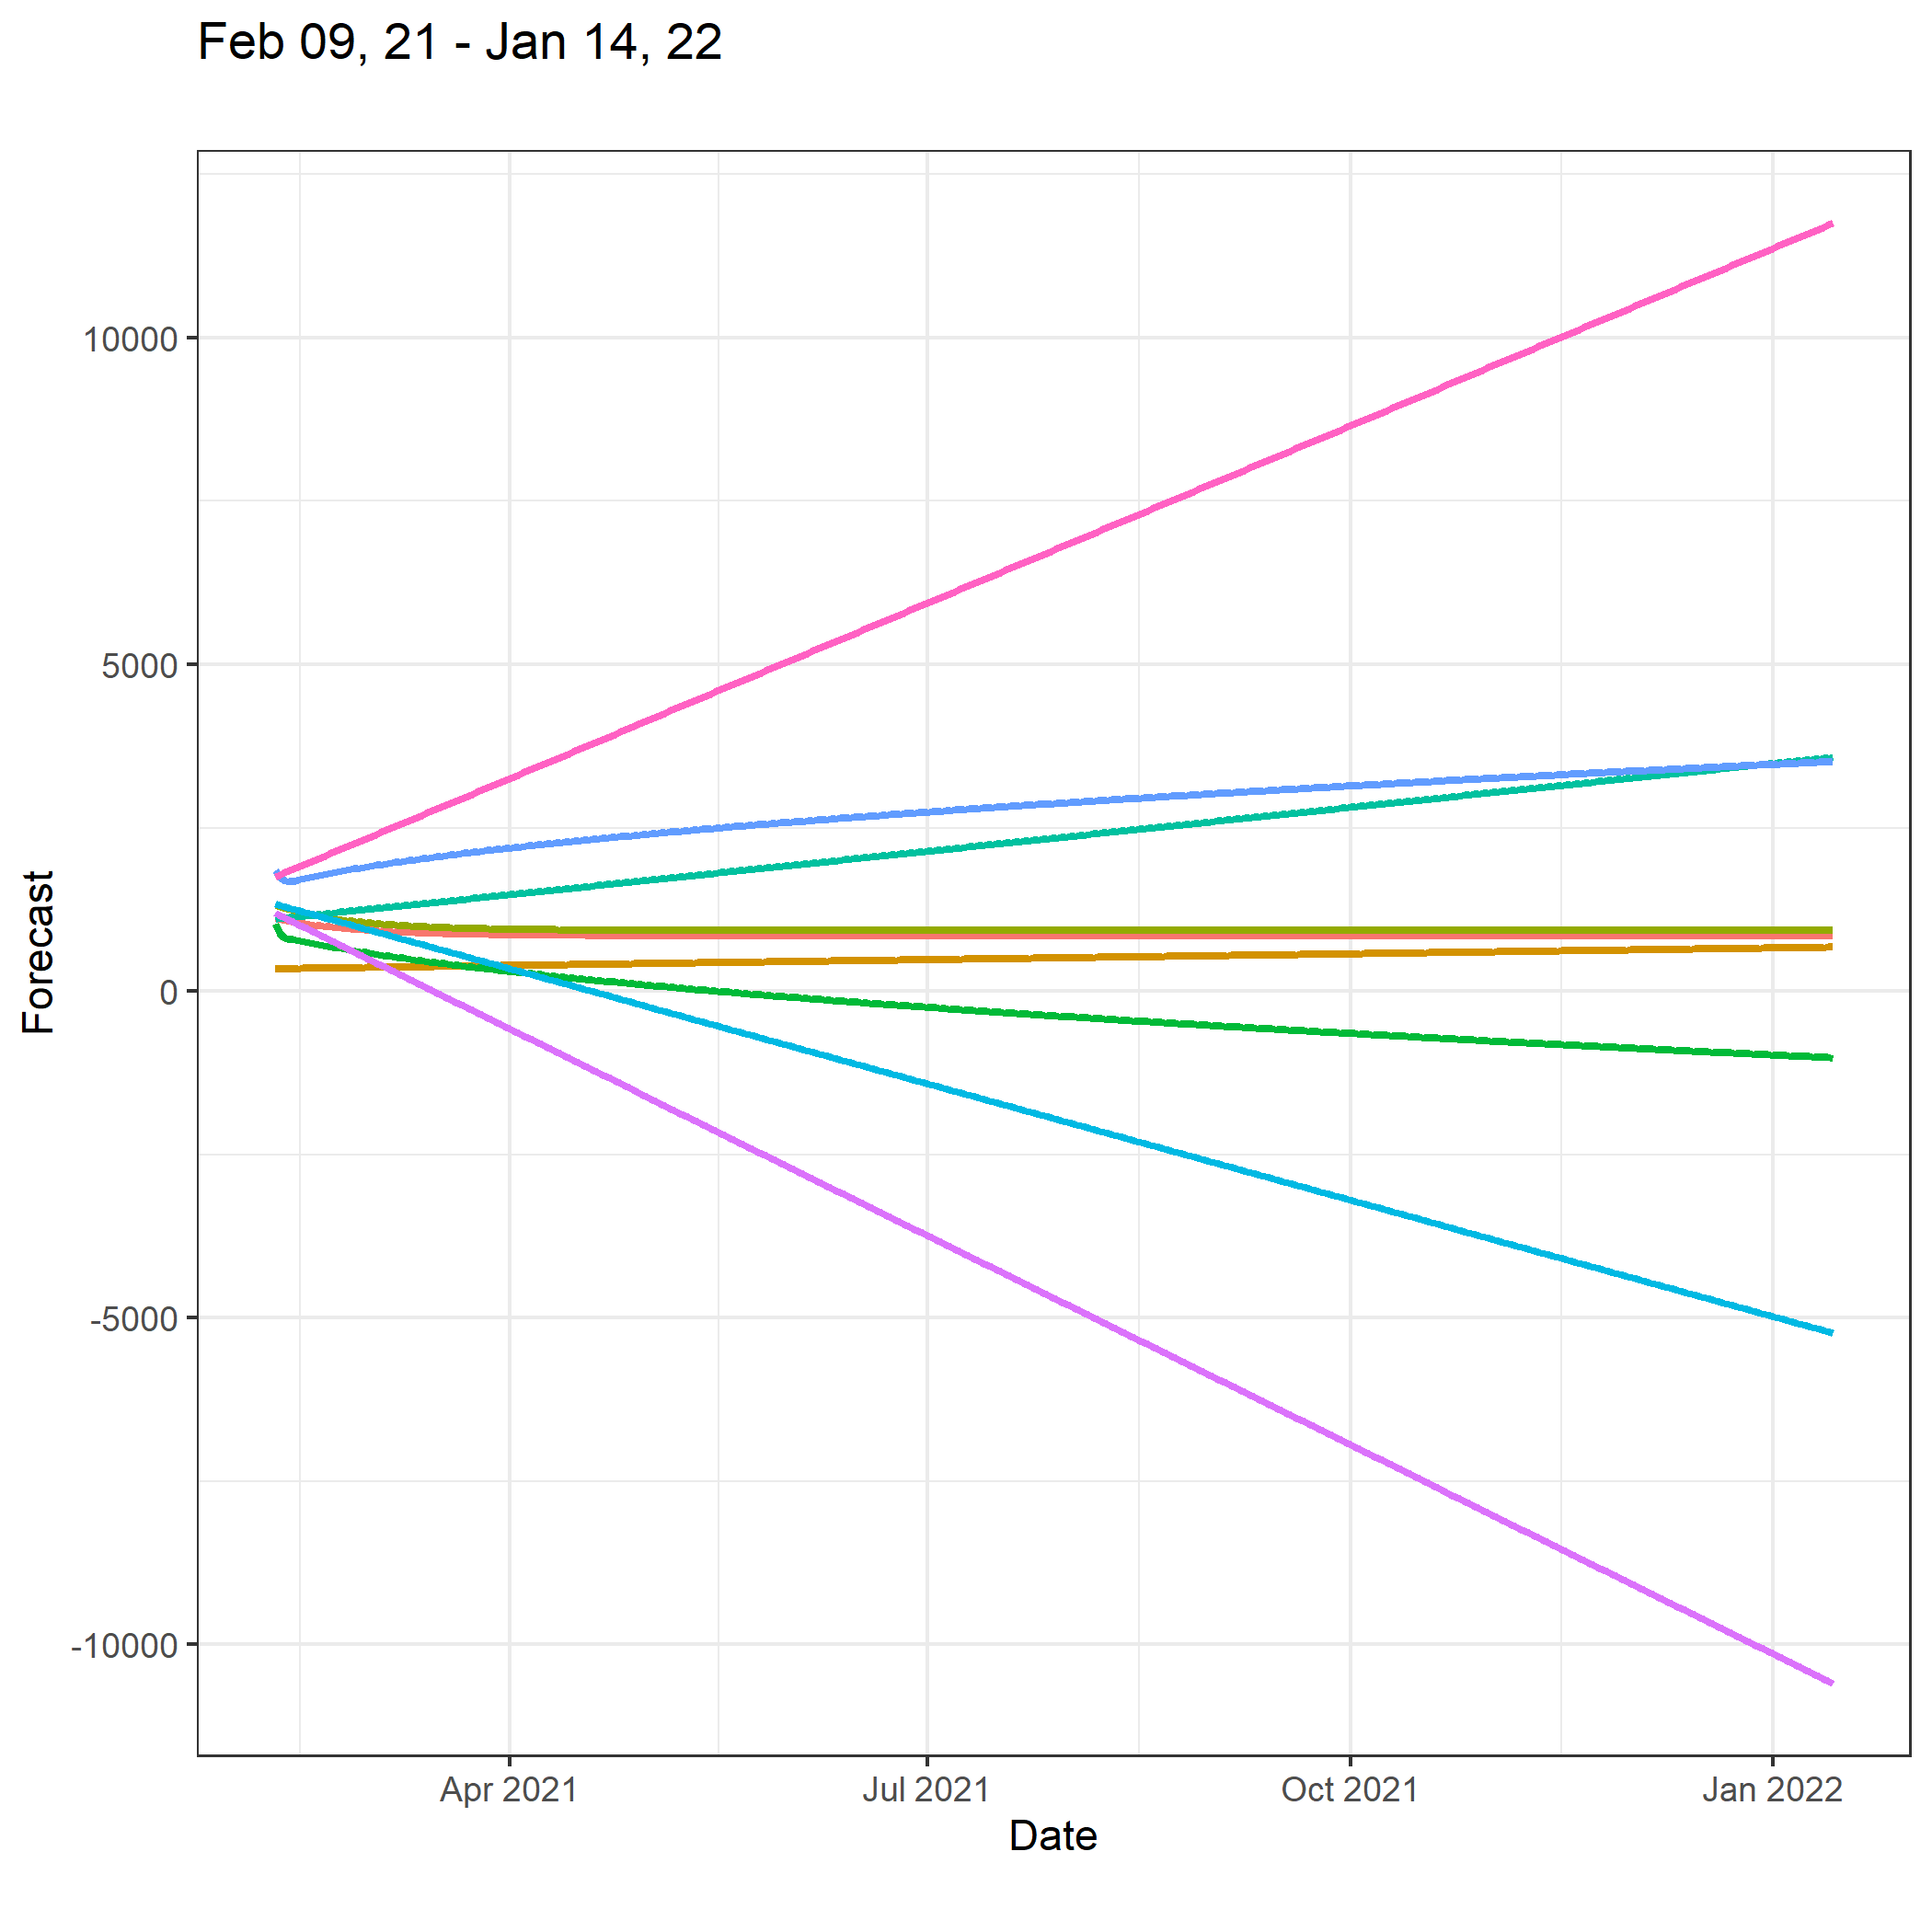 Feb 09, 21 - Jan 14, 22
10000
5000
0
-5000
-10000
Forecast
Apr 2021
Jul 2021
Oct 2021
Jan 2022
Date